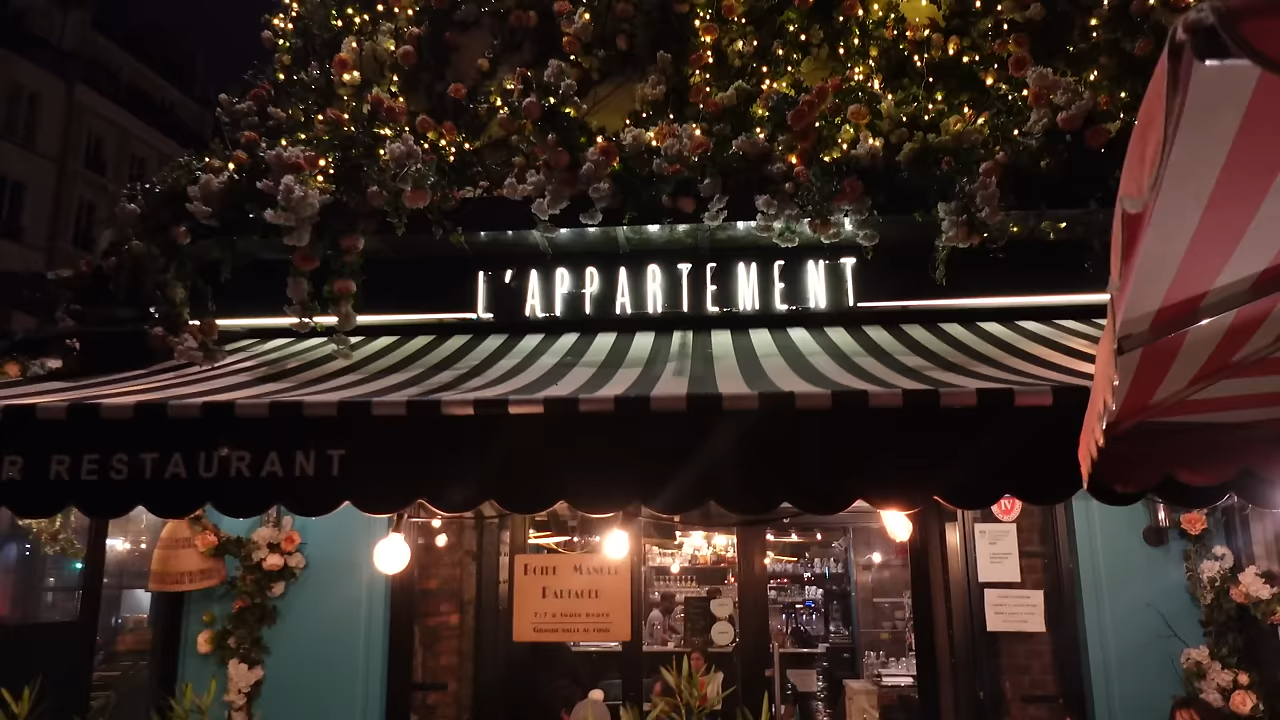 L'APPARTEMENT
R RESTAURANT
IV
BOIRE MANGER
PARTAGER
7/7 à toute heure
GRANDE SALLE AU FOND